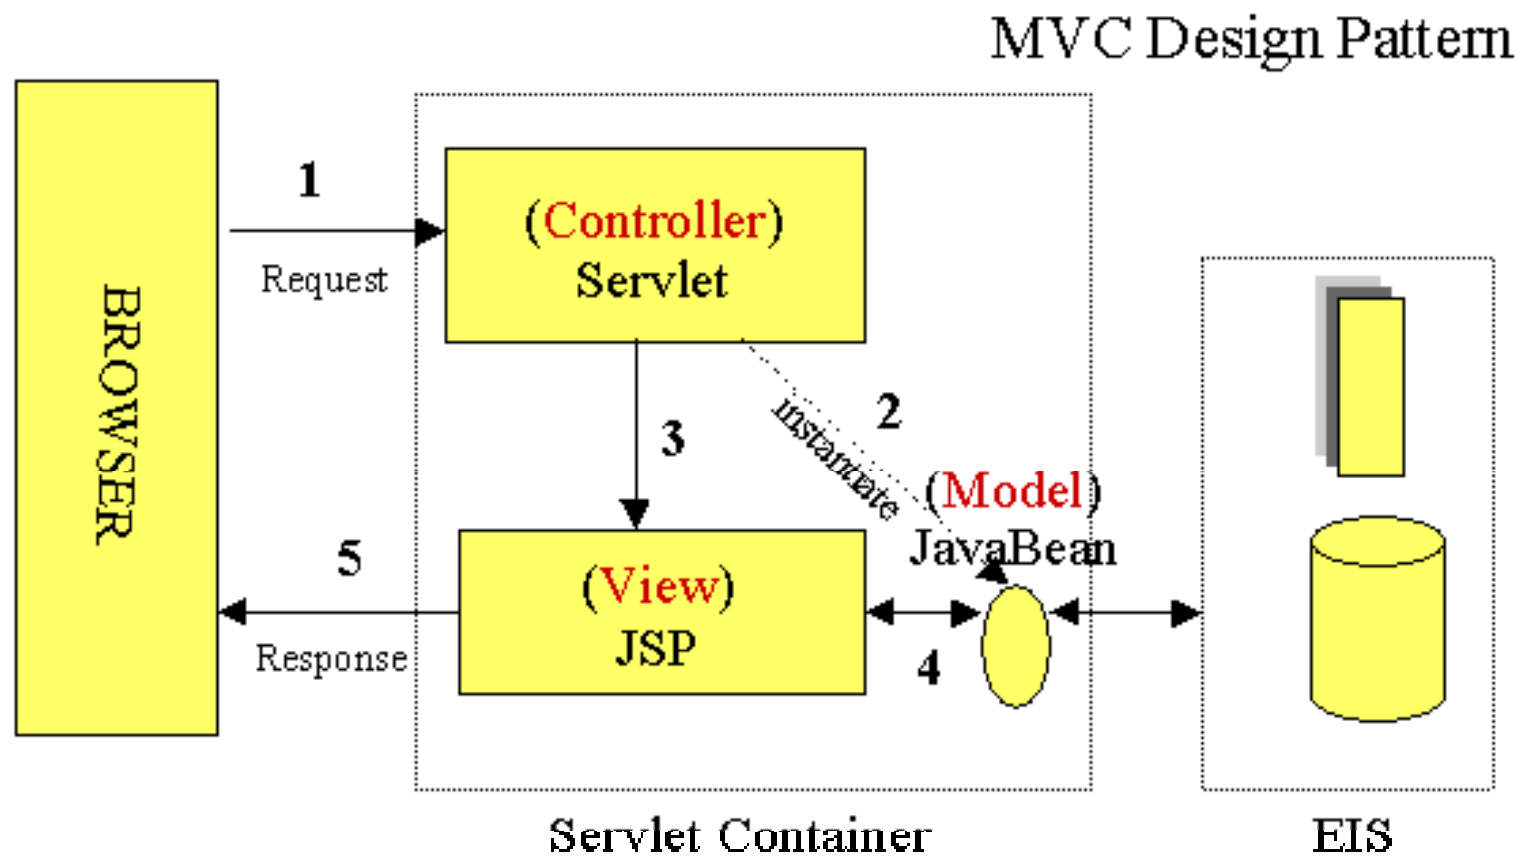 MVC Design Pattern
BROWSER
1
Request
(Controller)
Servlet
2
instantiate
3
(Model)
JavaBean
(View)
JSP
4
5
Response
Servlet Container
EIS